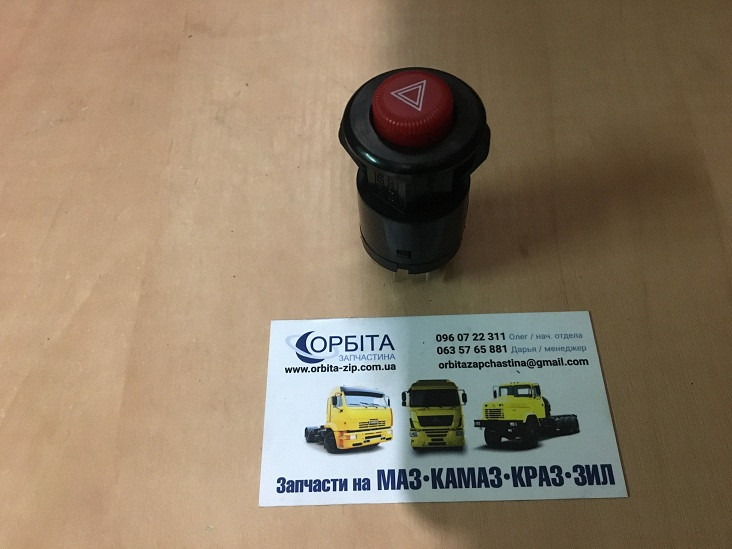 ОРБІТА
ЗАПЧАСТИНА
www.orbita-zip.com.ua
096 07 22 311 Олег / нач. отдела
063 57 65 881 Дарья / менеджер
orbitazapchastina@gmail.com
Запчасти на МАЗ•КАМАЗ•КРАЗ•ЗИЛ